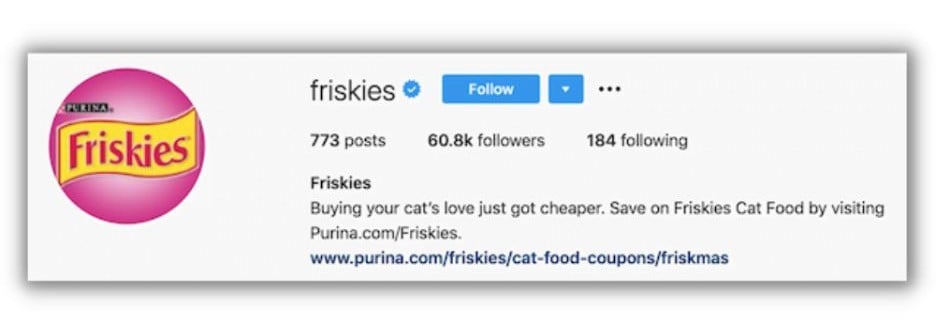 PURINA
Friskies
friskies
Follow
773 posts 60.8k followers 184 following
Friskies
Buying your cat's love just got cheaper. Save on Friskies Cat Food by visiting
Purina.com/Friskies.
www.purina.com/friskies/cat-food-coupons/friskmas